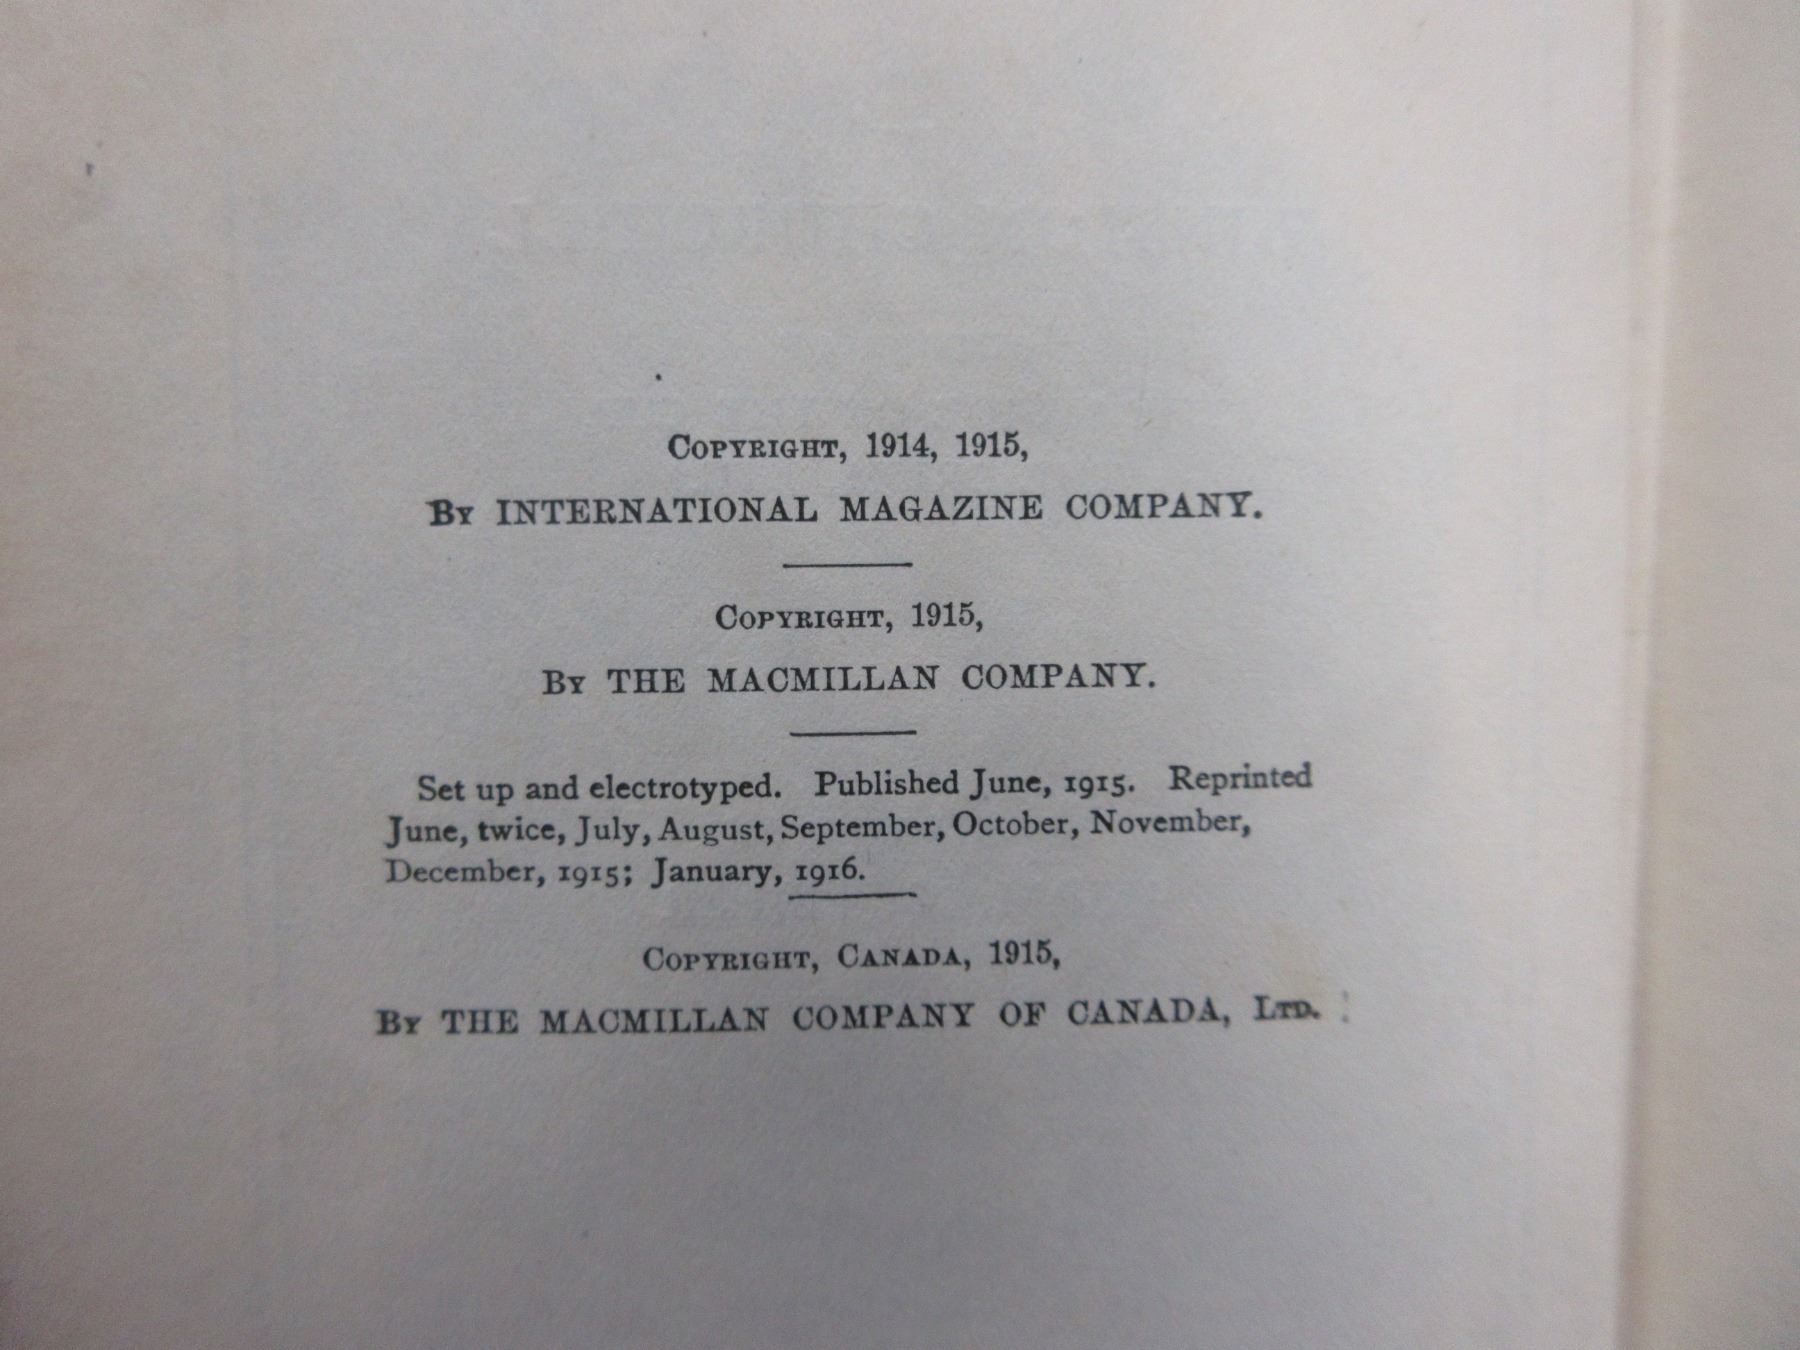 Copyright, 1914, 1915,
By INTERNATIONAL MAGAZINE COMPANY.
Copyright, 1915,
By THE MACMILLAN COMPANY.
Set up and electrotyped. Published June, 1915. Reprinted
June, twice, July, August, September, October, November,
December, 1915; January, 1916.
Copyright, Canada, 1915,
By THE MACMILLAN COMPANY OF CANADA, Ltd.